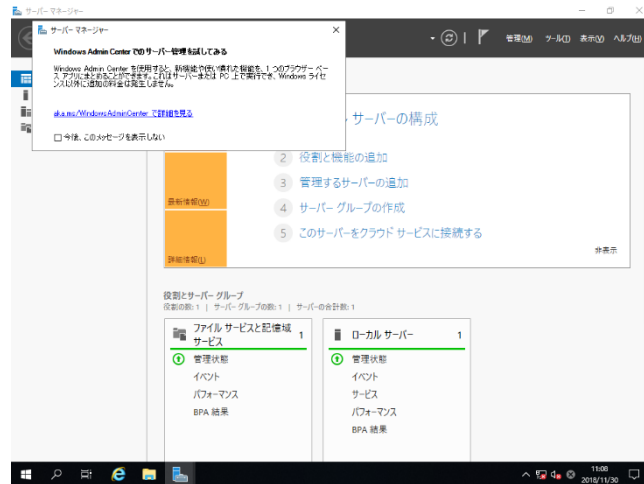 サーバー マネージャー
サーバー マネージャー
Windows Admin Center でのサーバー管理を試してみる
Windows Admin Center を使用すると、新機能や使い慣れた機能を、1 つのブラウザー ベー
ス アプリにまとめることができます。これはサーバーまたは PC 上で実行でき、Windows ライセ
ンス以外に追加の料金は発生しません。
aka.ms/WindowsAdminCenter で詳細を見る
今後、このメッセージを表示しない
管理(M) ツール(T) 表示(V) ヘルプ(H)
サーバーの構成
2 役割と機能の追加
3 管理するサーバーの追加
最新情報(W)
4 サーバー グループの作成
5 このサーバーをクラウド サービスに接続する
非表示
詳細情報(L)
役割とサーバー グループ
役割の数: 1 | サーバー グループの数: 1 | サーバーの合計数: 1
ファイル サービスと記憶域
サービス
1
管理状態
イベント
パフォーマンス
BPA 結果
ローカル サーバー 1
管理状態
イベント
サービス
パフォーマンス
BPA 結果
11:08
2018/11/30